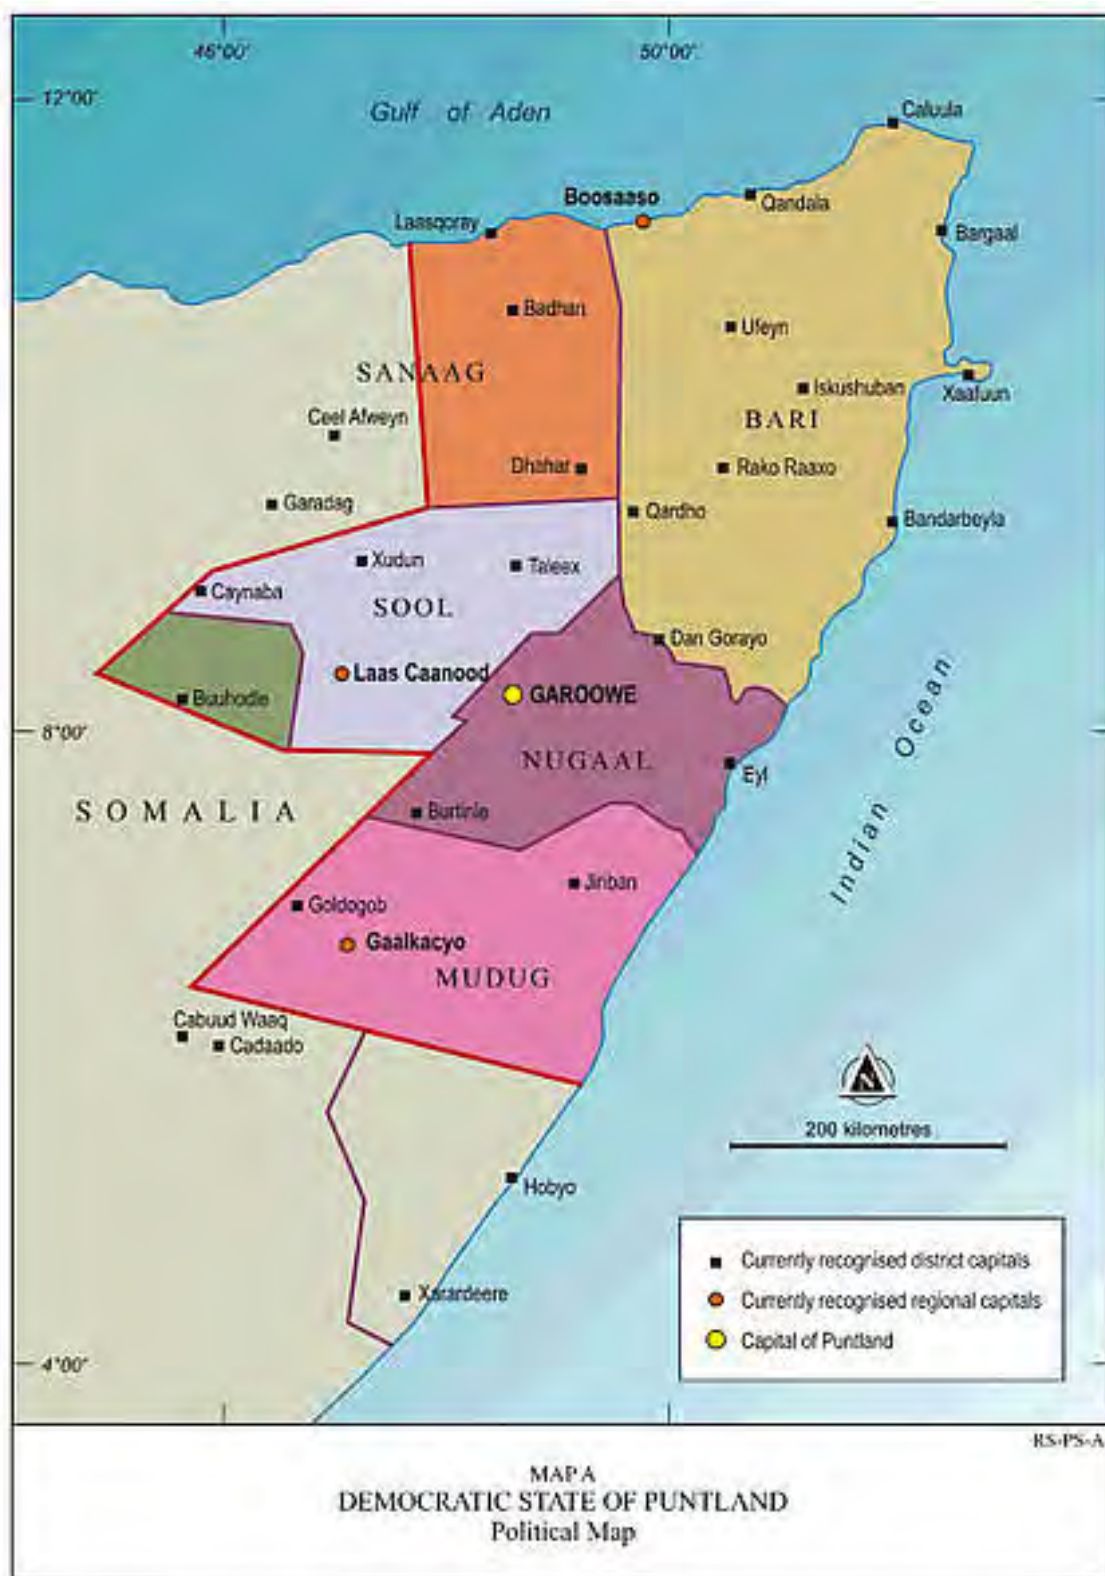 46°00'
50°00'
12°00'
Gulf of Aden
Caluula
Boosaaso
Qandala
Laasqoray
Bargaal
Badhan
Ufeyn
SANAAG
Xaafuun
Iskushuban
Ceel Afweyn
BARI
Dhahar
Rako Raaxo
Garadag
Qardho
Bandarbeyla
Xudun
Taleex
Caynaba
SOOL
Dan Gorayo
Laas Caanood
GAROOWE
Buuhodle
Indian Ocean
8°00'
NUGAAL
Eyl
SOMALIA
Burtinle
Jiriban
Goldogob
Gaalkacyo
MUDUG
Cabuud Waaq
Cadaado
N
200 kilometres
Hobyo
Currently recognised district capitals
Xarardeere
Currently recognised regional capitals
Capital of Puntland
4°00'
RS-PS-A
MAP A
DEMOCRATIC STATE OF PUNTLAND
Political Map